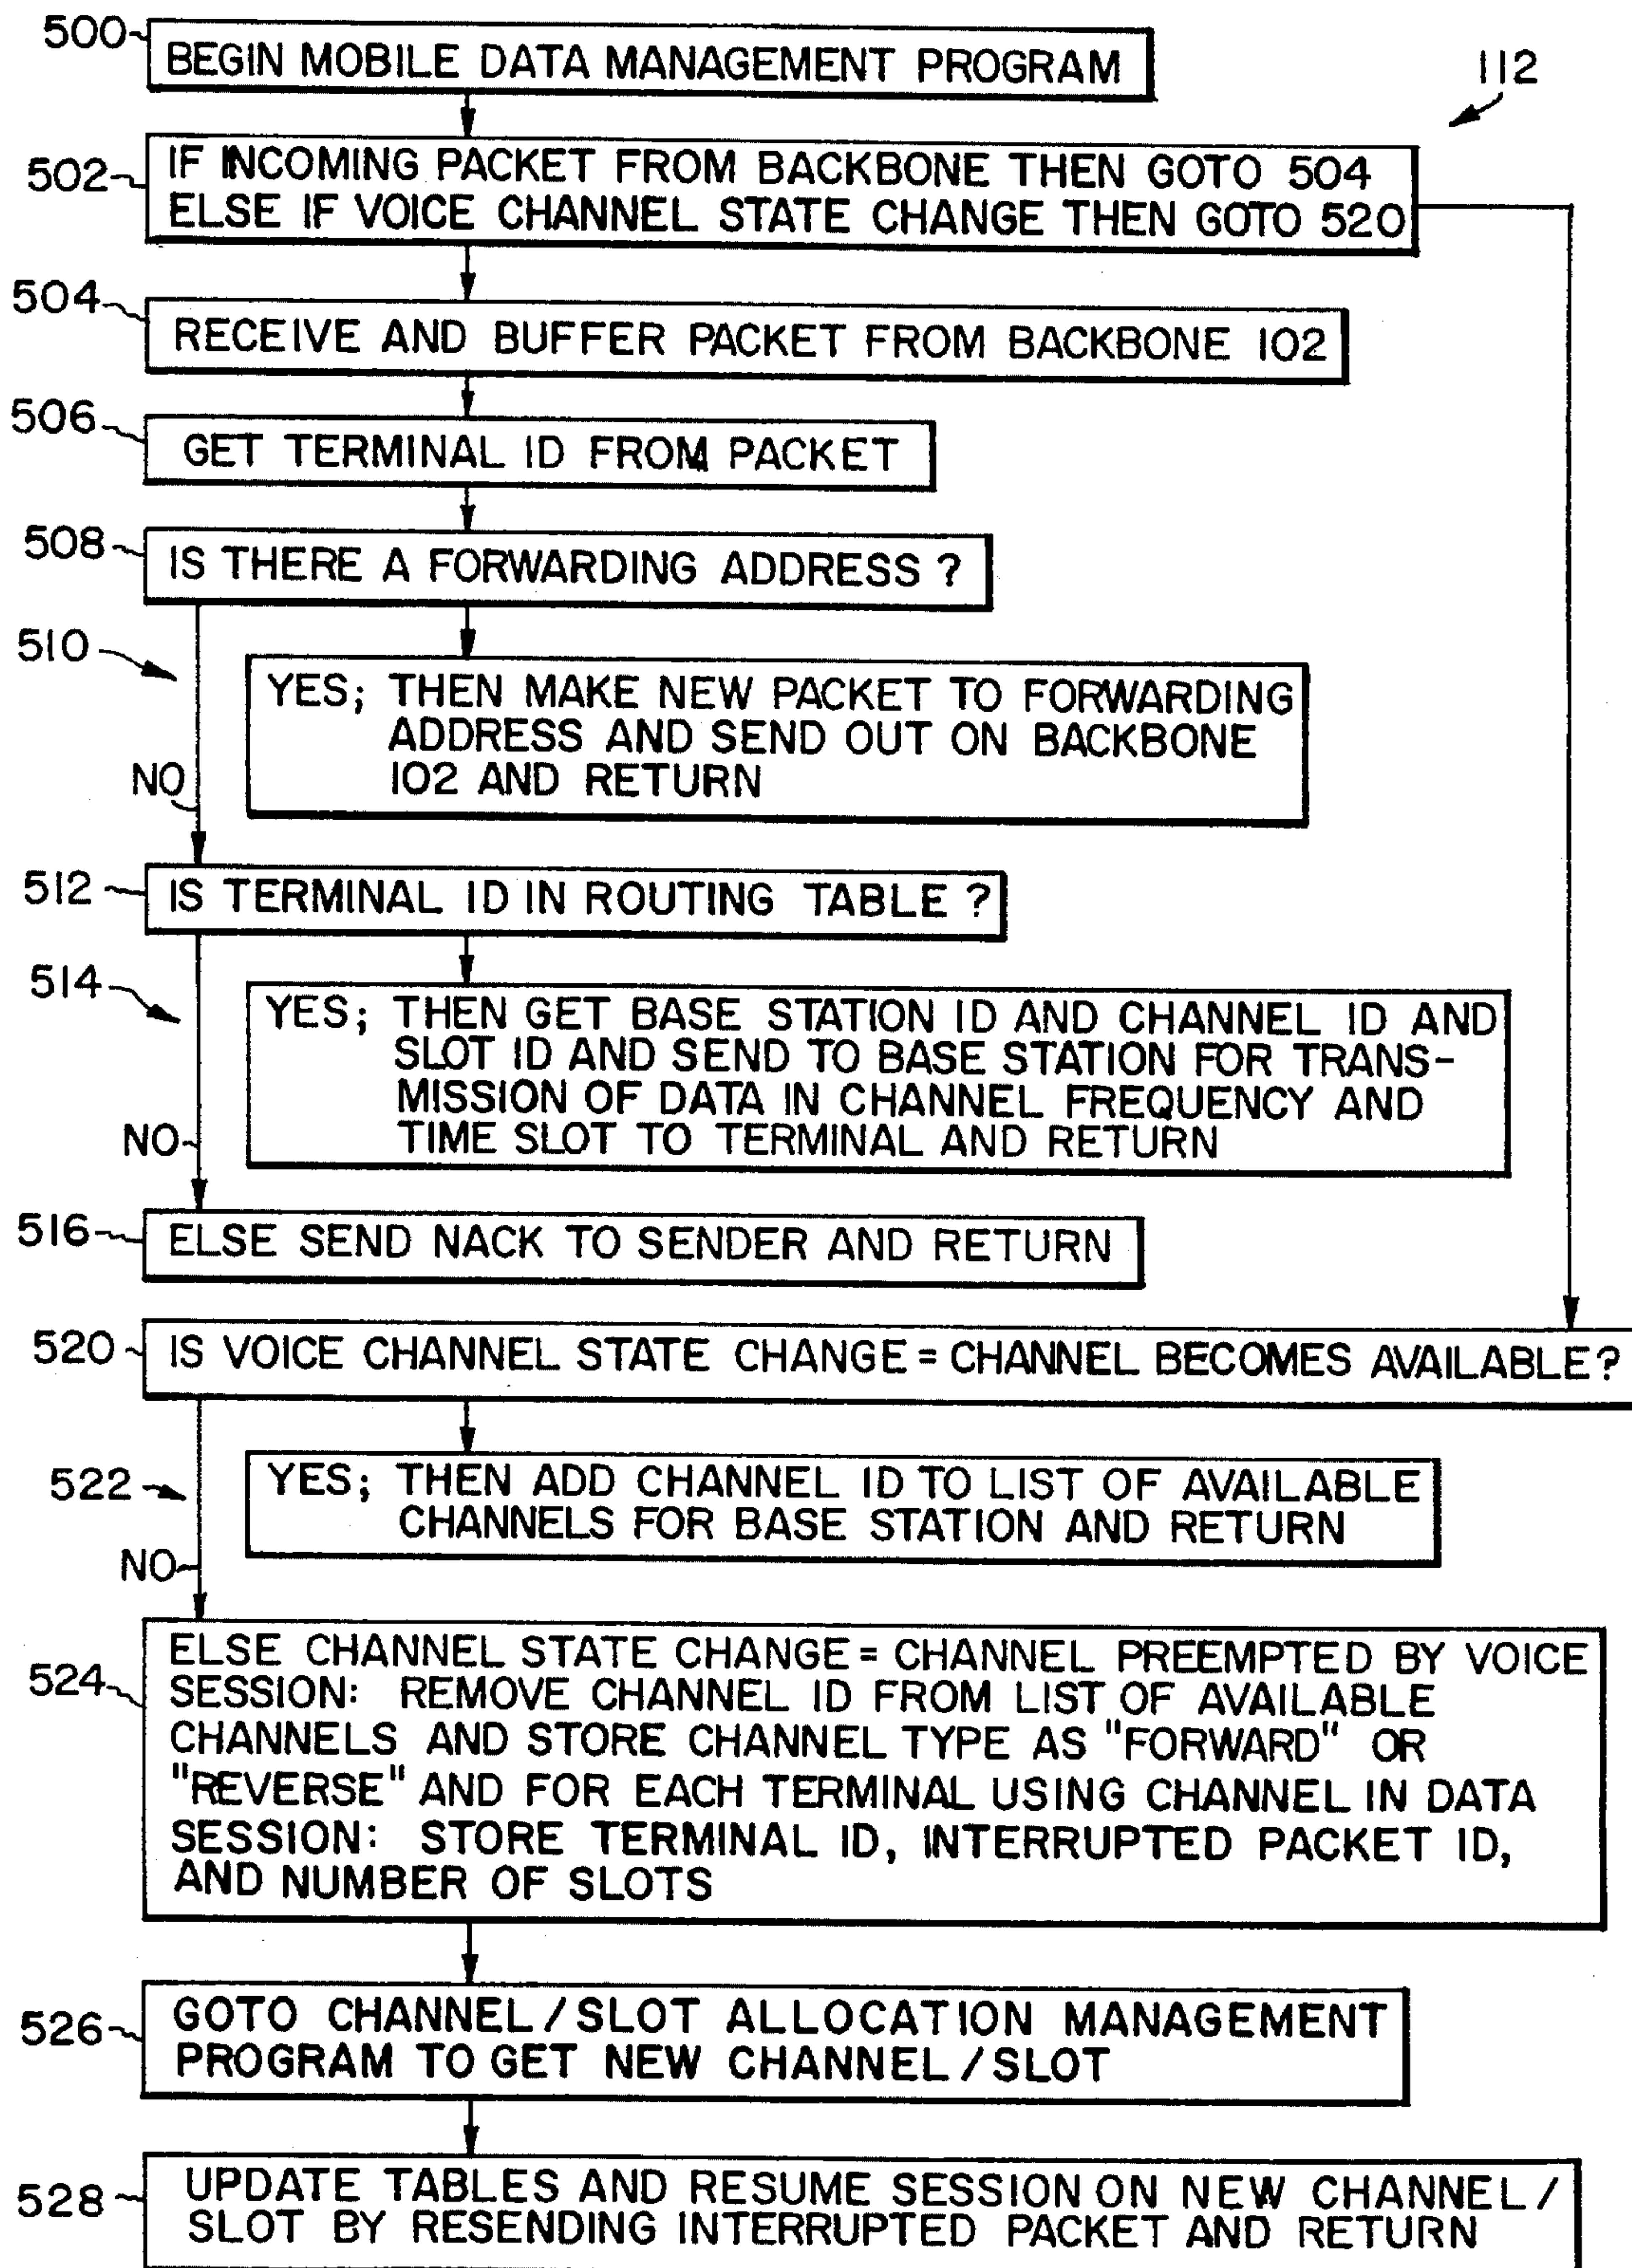 500 BEGIN MOBILE DATA MANAGEMENT PROGRAM
112
502 IF INCOMING PACKET FROM BACKBONE THEN GOTO 504
ELSE IF VOICE CHANNEL STATE CHANGE THEN GOTO 520
504 RECEIVE AND BUFFER PACKET FROM BACKBONE 102
506 GET TERMINAL ID FROM PACKET
508 IS THERE A FORWARDING ADDRESS ?
510
YES; THEN MAKE NEW PACKET TO FORWARDING
ADDRESS AND SEND OUT ON BACKBONE
102 AND RETURN
NO
512 IS TERMINAL ID IN ROUTING TABLE ?
514
YES; THEN GET BASE STATION ID AND CHANNEL ID AND
SLOT ID AND SEND TO BASE STATION FOR TRANS-
MISSION OF DATA IN CHANNEL FREQUENCY AND
TIME SLOT TO TERMINAL AND RETURN
NO
516 ELSE SEND NACK TO SENDER AND RETURN
520 IS VOICE CHANNEL STATE CHANGE = CHANNEL BECOMES AVAILABLE?
522
YES; THEN ADD CHANNEL ID TO LIST OF AVAILABLE
CHANNELS FOR BASE STATION AND RETURN
NO
524
ELSE CHANNEL STATE CHANGE = CHANNEL PREEMPTED BY VOICE
SESSION: REMOVE CHANNEL ID FROM LIST OF AVAILABLE
CHANNELS AND STORE CHANNEL TYPE AS "FORWARD" OR
"REVERSE" AND FOR EACH TERMINAL USING CHANNEL IN DATA
SESSION: STORE TERMINAL ID, INTERRUPTED PACKET ID,
AND NUMBER OF SLOTS
526 GOTO CHANNEL/SLOT ALLOCATION MANAGEMENT
PROGRAM TO GET NEW CHANNEL/SLOT
528 UPDATE TABLES AND RESUME SESSION ON NEW CHANNEL/
SLOT BY RESENDING INTERRUPTED PACKET AND RETURN